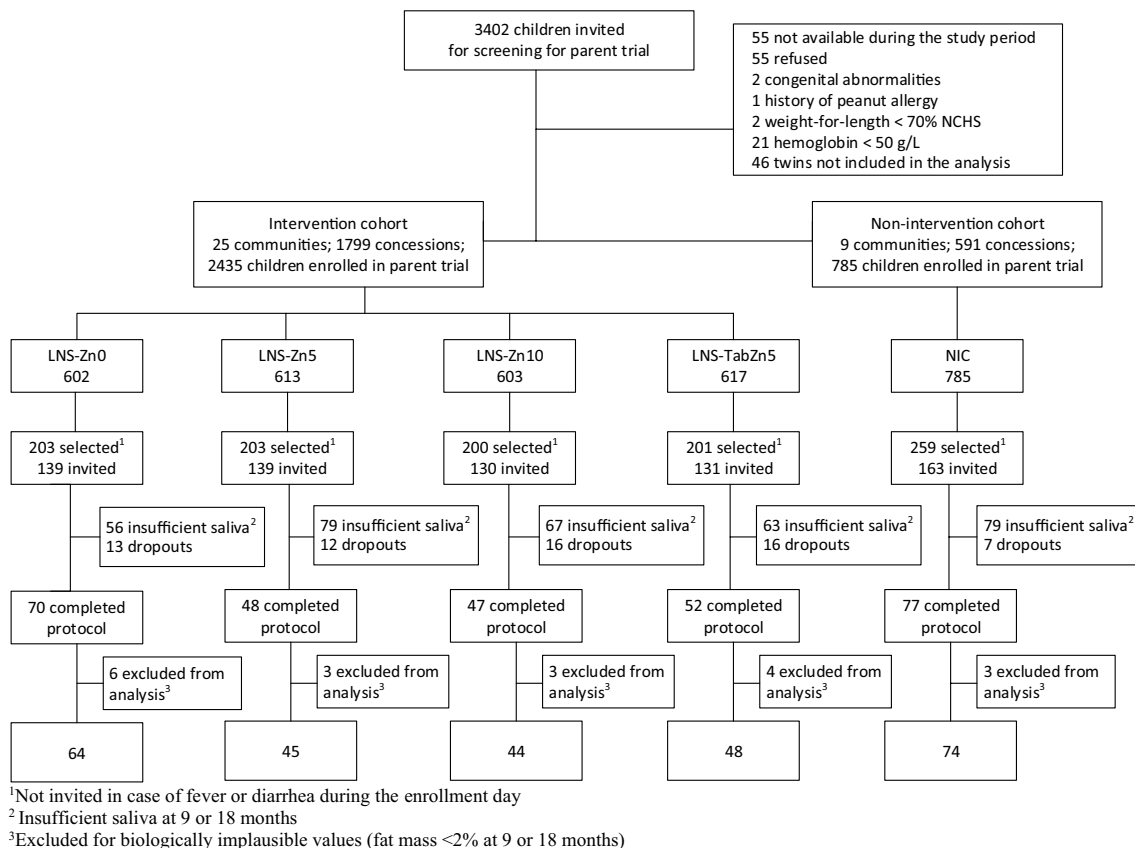 3402 children invited
for screening for parent trial
55 not available during the study period
55 refused
2 congenital abnormalities
1 history of peanut allergy
2 weight-for-length < 70% NCHS
21 hemoglobin < 50 g/L
46 twins not included in the analysis
Intervention cohort
25 communities; 1799 concessions;
2435 children enrolled in parent trial
Non-intervention cohort
9 communities; 591 concessions;
785 children enrolled in parent trial
LNS-Zn0
602
LNS-Zn5
613
LNS-Zn10
603
LNS-TabZn5
617
NIC
785
203 selected¹
139 invited
203 selected¹
139 invited
200 selected¹
130 invited
201 selected¹
131 invited
259 selected¹
163 invited
56 insufficient saliva²
13 dropouts
79 insufficient saliva²
12 dropouts
67 insufficient saliva²
16 dropouts
63 insufficient saliva²
16 dropouts
79 insufficient saliva²
7 dropouts
70 completed
protocol
48 completed
protocol
47 completed
protocol
52 completed
protocol
77 completed
protocol
6 excluded from
analysis³
3 excluded from
analysis³
3 excluded from
analysis³
4 excluded from
analysis³
3 excluded from
analysis³
64
45
44
48
74
¹Not invited in case of fever or diarrhea during the enrollment day
² Insufficient saliva at 9 or 18 months
³Excluded for biologically implausible values (fat mass <2% at 9 or 18 months)